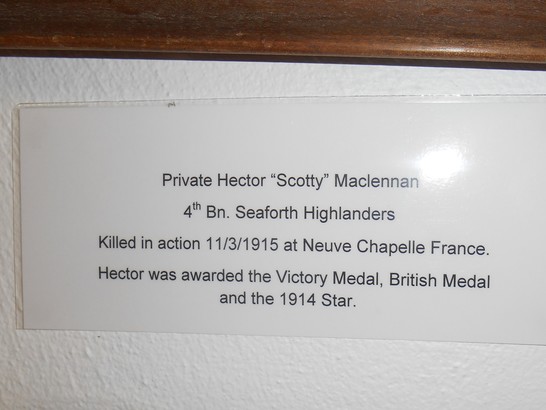 Private Hector “Scotty” Maclennan
4th Bn. Seaforth Highlanders
Killed in action 11/3/1915 at Neuve Chapelle France.
Hector was awarded the Victory Medal, British Medal
and the 1914 Star.